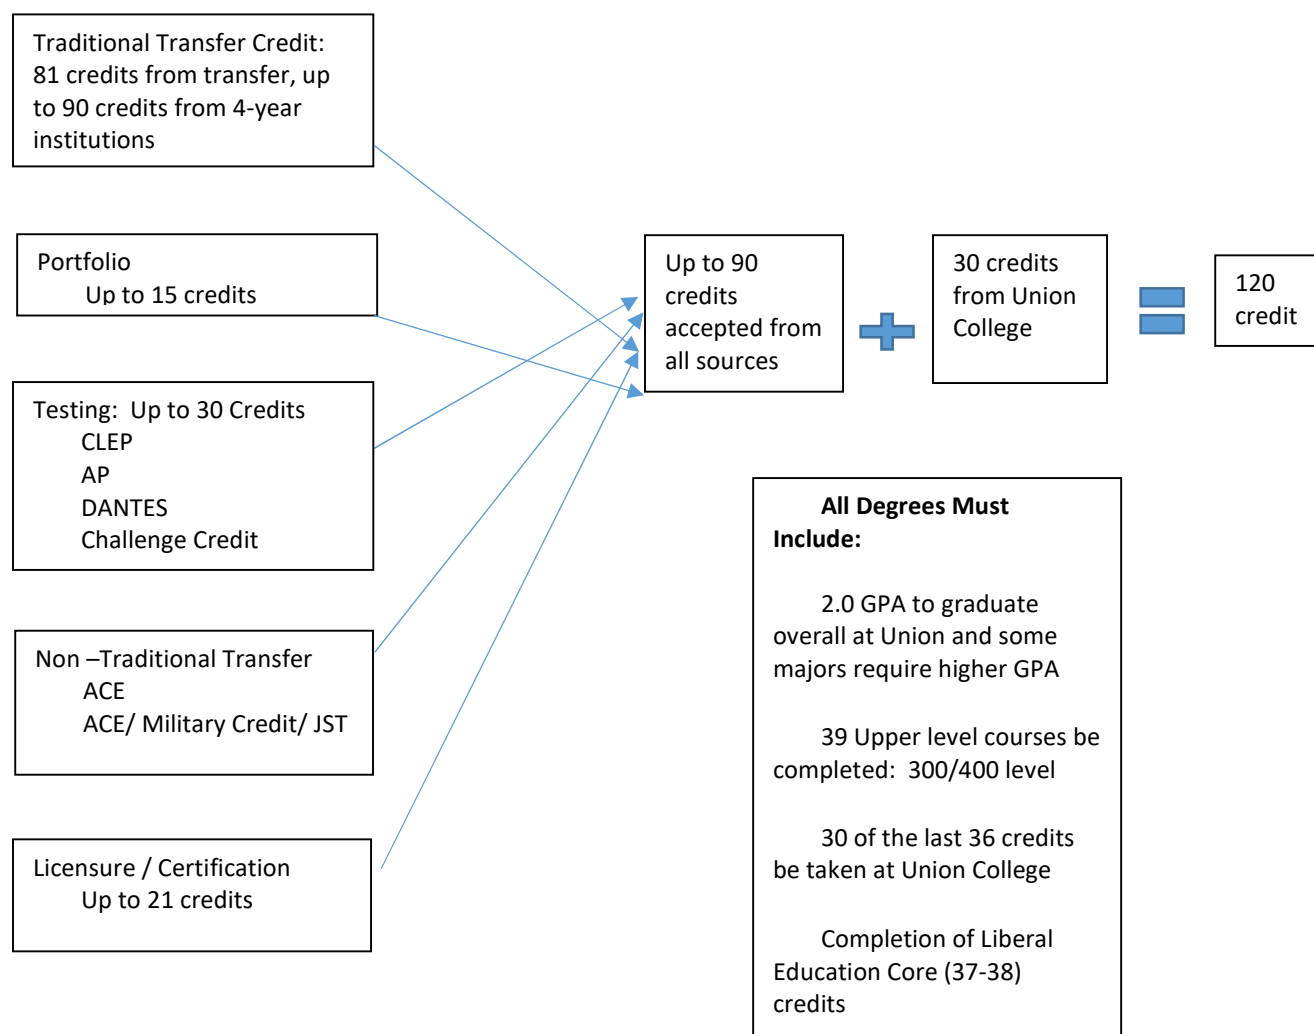 Traditional Transfer Credit:
81 credits from transfer, up
to 90 credits from 4-year
institutions
Portfolio
Up to 15 credits
Testing:  Up to 30 Credits
CLEP
AP
DANTES
Challenge Credit
Non –Traditional Transfer
ACE
ACE/ Military Credit/ JST
Licensure / Certification
Up to 21 credits
Up to 90
credits
accepted from
all sources
30 credits
from Union
College
120
credit
All Degrees Must
Include:
2.0 GPA to graduate
overall at Union and some
majors require higher GPA
39 Upper level courses be
completed:  300/400 level
30 of the last 36 credits
be taken at Union College
Completion of Liberal
Education Core (37-38)
credits